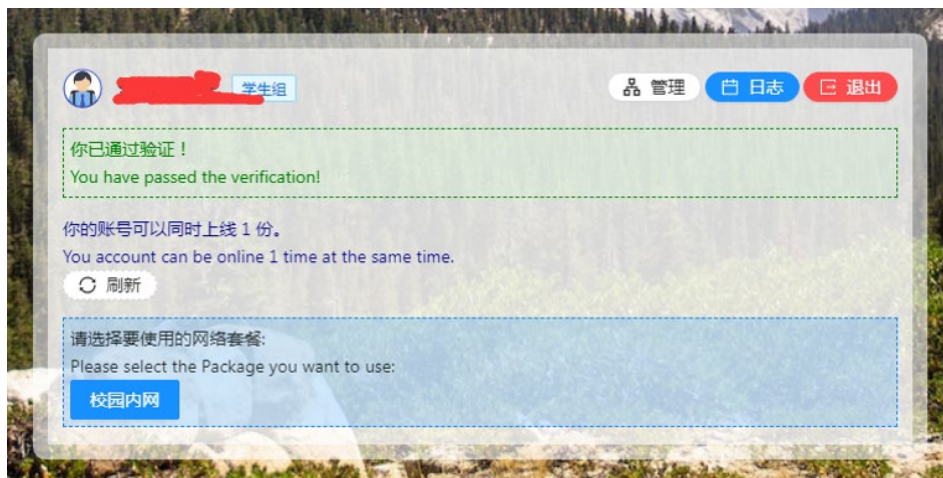 学生组
管理
日志
退出
你已通过验证！
You have passed the verification!
你的账号可以同时上线 1 份。
You account can be online 1 time at the same time.
刷新
请选择要使用的网络套餐:
Please select the Package you want to use:
校园内网